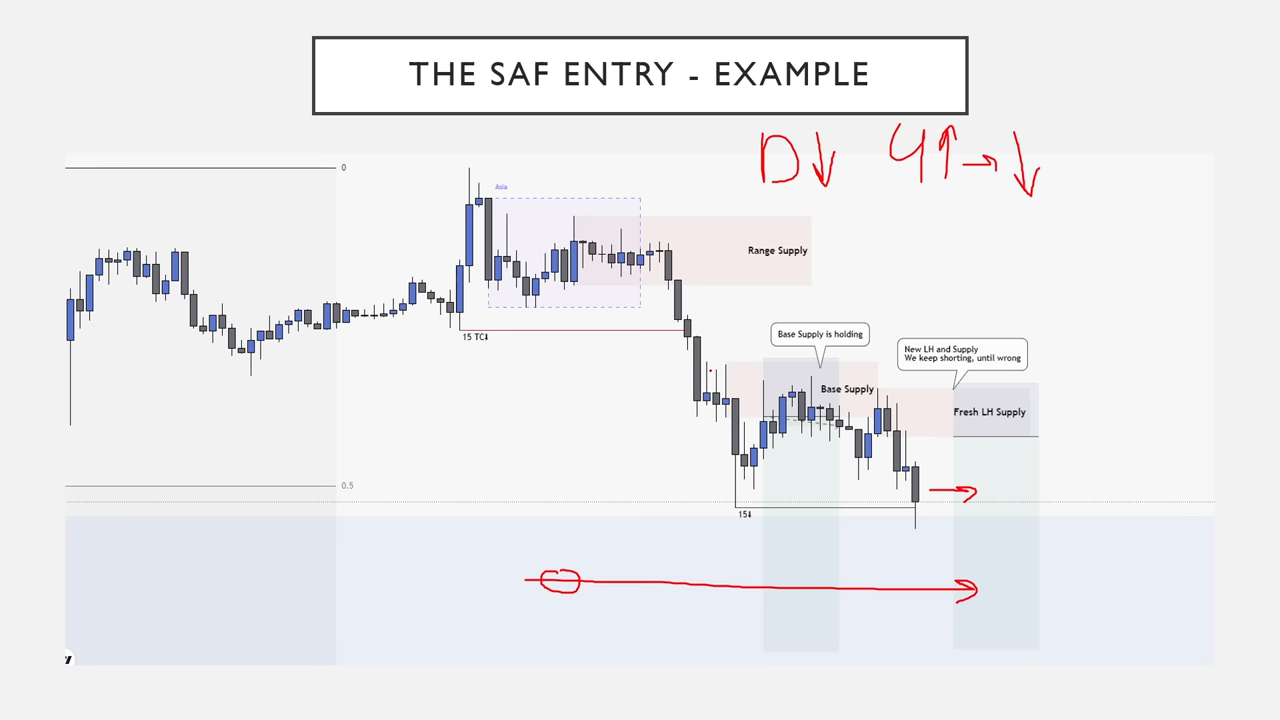 THE SAF ENTRY - EXAMPLE
D↓ 4↑→↓
0
Asia
Range Supply
15 TC⬇
Base Supply is holding
New LH and Supply
We keep shorting, until wrong
Base Supply
Fresh LH Supply
0.5
15⬇